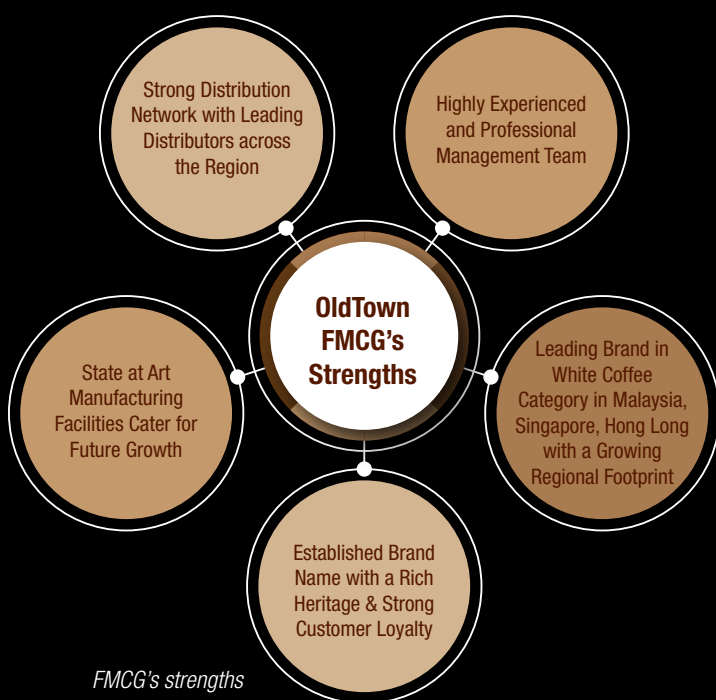 Strong Distribution
Network with Leading
Distributors across
the Region
Highly Experienced
and Professional
Management Team
OldTown
FMCG's
Strengths
State at Art
Manufacturing
Facilities Cater for
Future Growth
Leading Brand in
White Coffee
Category in Malaysia,
Singapore, Hong Long
with a Growing
Regional Footprint
Established Brand
Name with a Rich
Heritage & Strong
Customer Loyalty
FMCG's strengths